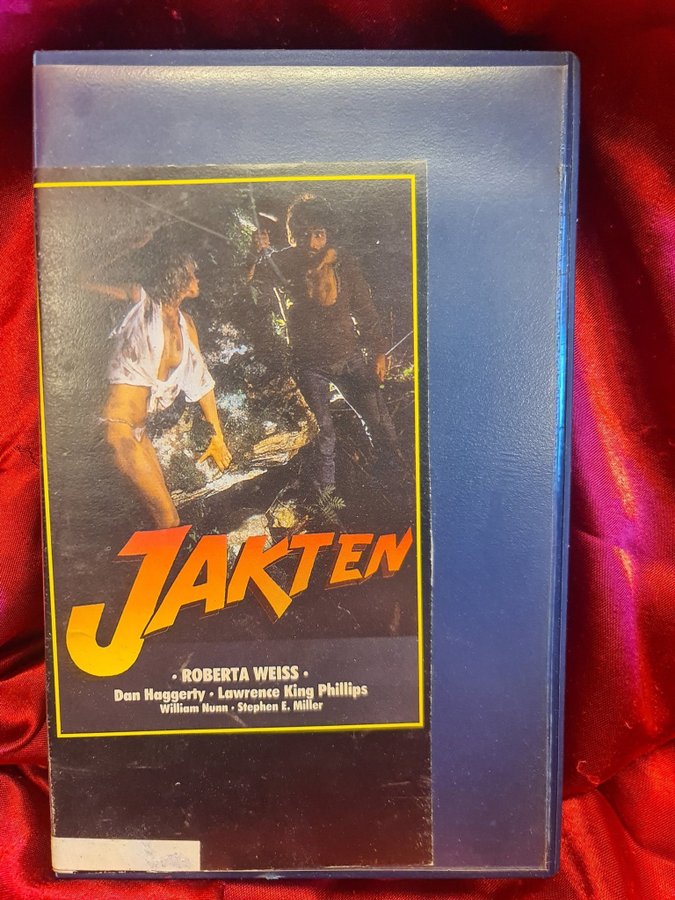 JAKTEN
· ROBERTA WEISS ·
Dan Haggerty · Lawrence King Phillips
William Nunn · Stephen E. Miller